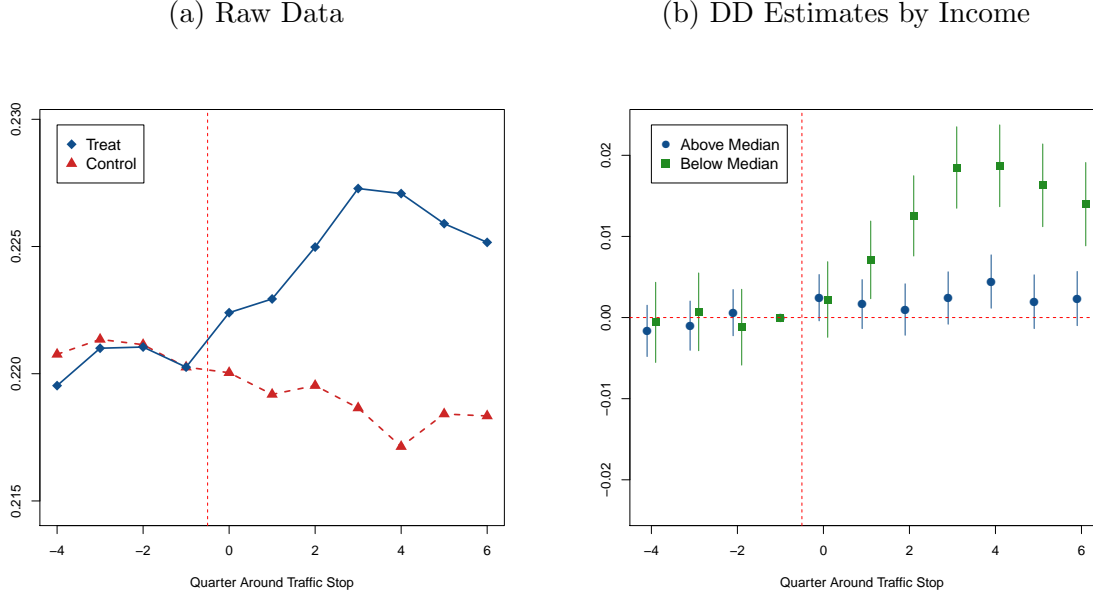 (a) Raw Data
0.230
0.225
0.220
0.215
Treat
Control
−4 −2 0 2 4 6
Quarter Around Traffic Stop
(b) DD Estimates by Income
0.02
0.01
0.00
−0.01
−0.02
Above Median
Below Median
−4 −2 0 2 4 6
Quarter Around Traffic Stop